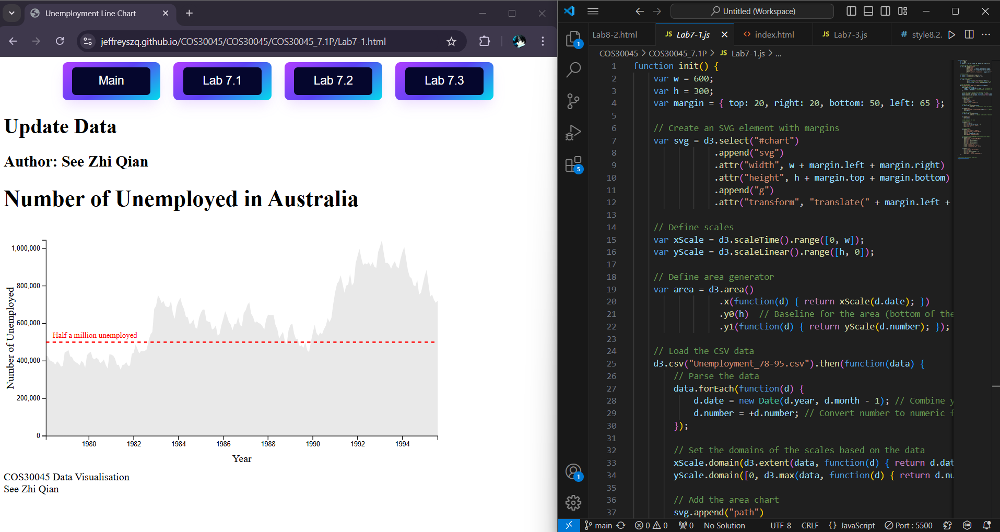 Unemployment Line Chart
jeffreyszq.github.io/COS30045/COS30045/COS30045_7.1P/Lab7-1.html
Main
Lab 7.1
Lab 7.2
Lab 7.3
Update Data
Author: See Zhi Qian
Number of Unemployed in Australia
1,000,000
800,000
600,000
400,000
200,000
0
Number of Unemployed
Half a million unemployed
1980 1982 1984 1986 1988 1990 1992 1994
Year
COS30045 Data Visualisation
See Zhi Qian
Untitled (Workspace)
Lab8-2.html
JS Lab7-1.js
<> index.html
JS Lab7-3.js
# style8.2.
COS30045 > COS30045_7.1P > JS Lab7-1.js > ...
1 function init() {
2 var w = 600;
3 var h = 300;
4 var margin = { top: 20, right: 20, bottom: 50, left: 65 };
5
6 // Create an SVG element with margins
7 var svg = d3.select("#chart")
8 .append("svg")
9 .attr("width", w + margin.left + margin.right)
10 .attr("height", h + margin.top + margin.bottom)
11 .append("g")
12 .attr("transform", "translate(" + margin.left +
13
14 // Define scales
15 var xScale = d3.scaleTime().range([0, w]);
16 var yScale = d3.scaleLinear().range([h, 0]);
17
18 // Define area generator
19 var area = d3.area()
20 .x(function(d) { return xScale(d.date); })
21 .y0(h) // Baseline for the area (bottom of the
22 .y1(function(d) { return yScale(d.number); });
23
24 // Load the CSV data
25 d3.csv("Unemployment_78-95.csv").then(function(data) {
26 // Parse the data
27 data.forEach(function(d) {
28 d.date = new Date(d.year, d.month - 1); // Combine y
29 d.number = +d.number; // Convert number to numeric f
30 });
31
32 // Set the domains of the scales based on the data
33 xScale.domain(d3.extent(data, function(d) { return d.dat
34 yScale.domain([0, d3.max(data, function(d) { return d.nu
35
36 // Add the area chart
37 svg.append("path")
1
5
1
main 0 0 0 No Solution UTF-8 CRLF {} JavaScript Port : 5500